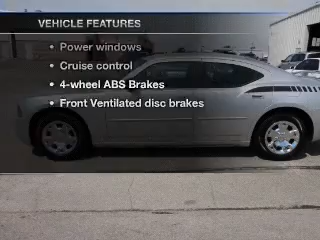 VEHICLE FEATURES
• Power windows
• Cruise control
• 4-wheel ABS Brakes
• Front Ventilated disc brakes